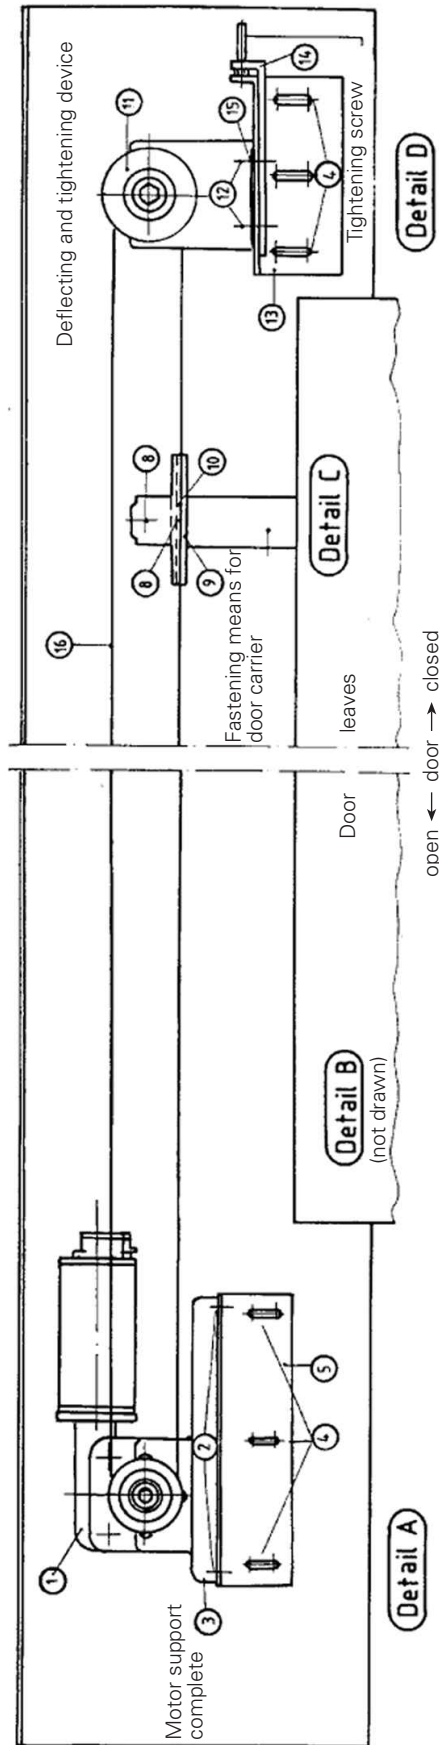 1
Motor support
complete
3
2
4
5
Detail A
Detail B
(not drawn)
16
Fastening means for
door carrier
8
8
9
10
Detail C
Door leaves
open ← door → closed
Deflecting and tightening device
11
12
15
13
14
4
Tightening screw
Detail D